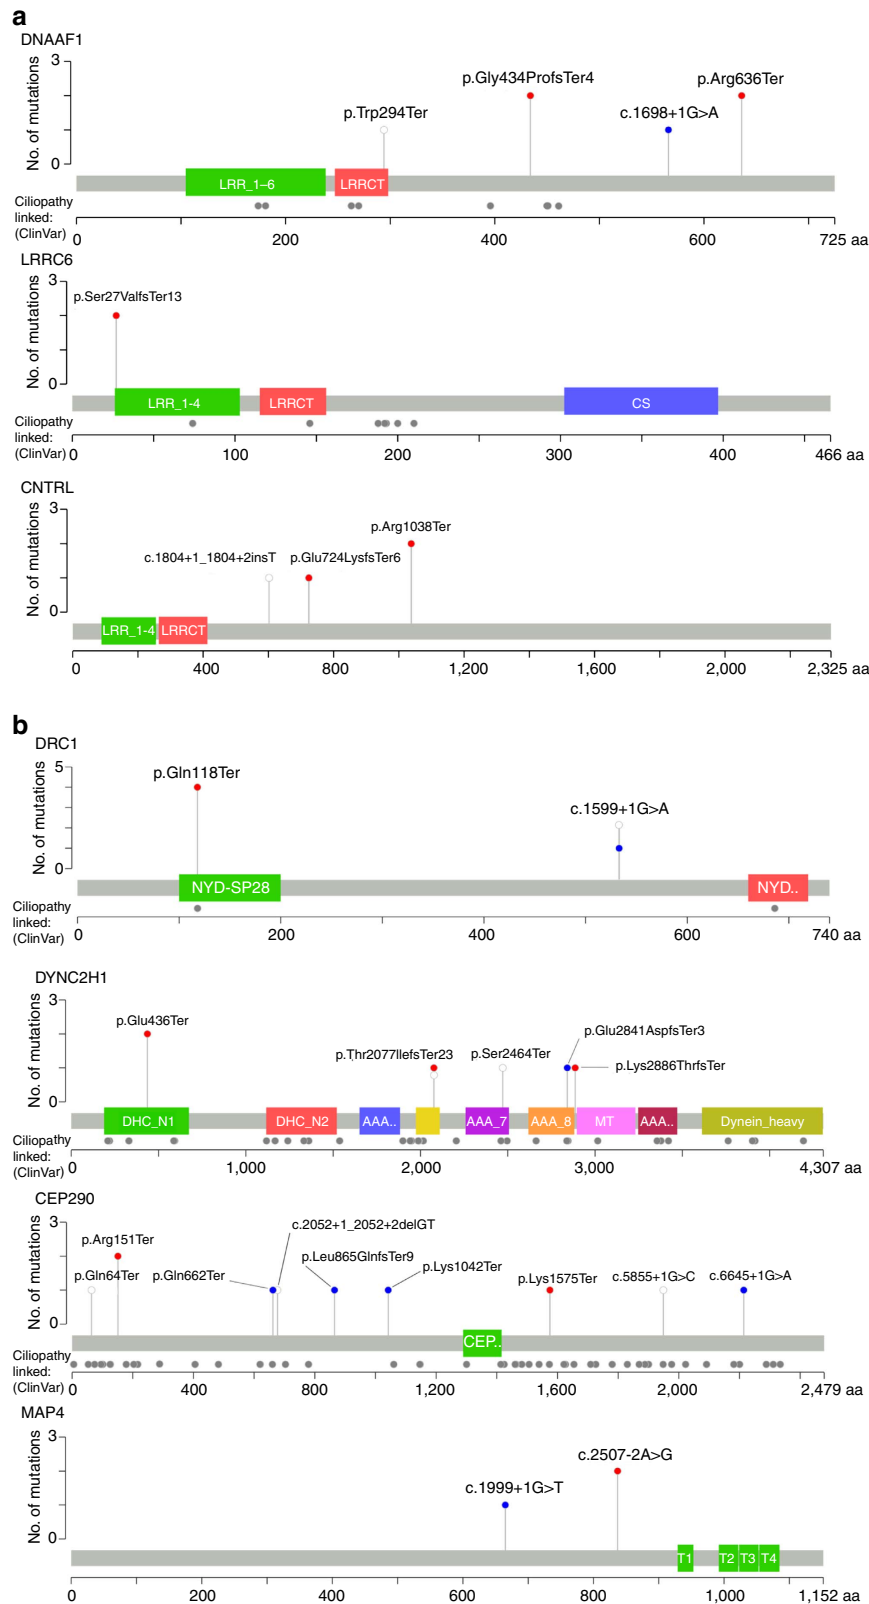 a
DNAAF1
No. of mutations
3
0
p.Trp294Ter
p.Gly434ProfsTer4
c.1698+1G>A
p.Arg636Ter
LRR_1–6
LRRCT
Ciliopathy
linked:
(ClinVar)
0 200 400 600 725 aa
LRRC6
No. of mutations
3
0
p.Ser27ValfsTer13
LRR_1-4
LRRCT
CS
Ciliopathy
linked:
(ClinVar)
0 100 200 300 400 466 aa
CNTRL
No. of mutations
3
0
c.1804+1_1804+2insT
p.Glu724LysfsTer6
p.Arg1038Ter
LRR_1-4
LRRCT
0 400 800 1,200 1,600 2,000 2,325 aa
b
DRC1
No. of mutations
5
0
p.Gln118Ter
c.1599+1G>A
NYD-SP28
NYD..
Ciliopathy
linked:
(ClinVar)
0 200 400 600 740 aa
DYNC2H1
No. of mutations
3
0
p.Glu436Ter
p.Thr2077IlefsTer23
p.Ser2464Ter
p.Glu2841AspfsTer3
p.Lys2886ThrfsTer
DHC_N1
DHC_N2
AAA..
AAA_7
AAA_8
MT
AAA..
Dynein_heavy
Ciliopathy
linked:
(ClinVar)
0 1,000 2,000 3,000 4,307 aa
CEP290
No. of mutations
3
0
p.Gln64Ter
p.Arg151Ter
p.Gln662Ter
c.2052+1_2052+2delGT
p.Leu865GlnfsTer9
p.Lys1042Ter
p.Lys1575Ter
c.5855+1G>C
c.6645+1G>A
CEP..
Ciliopathy
linked:
(ClinVar)
0 400 800 1,200 1,600 2,000 2,479 aa
MAP4
No. of mutations
3
0
c.1999+1G>T
c.2507-2A>G
T1
T2
T3
T4
0 200 400 600 800 1,000 1,152 aa